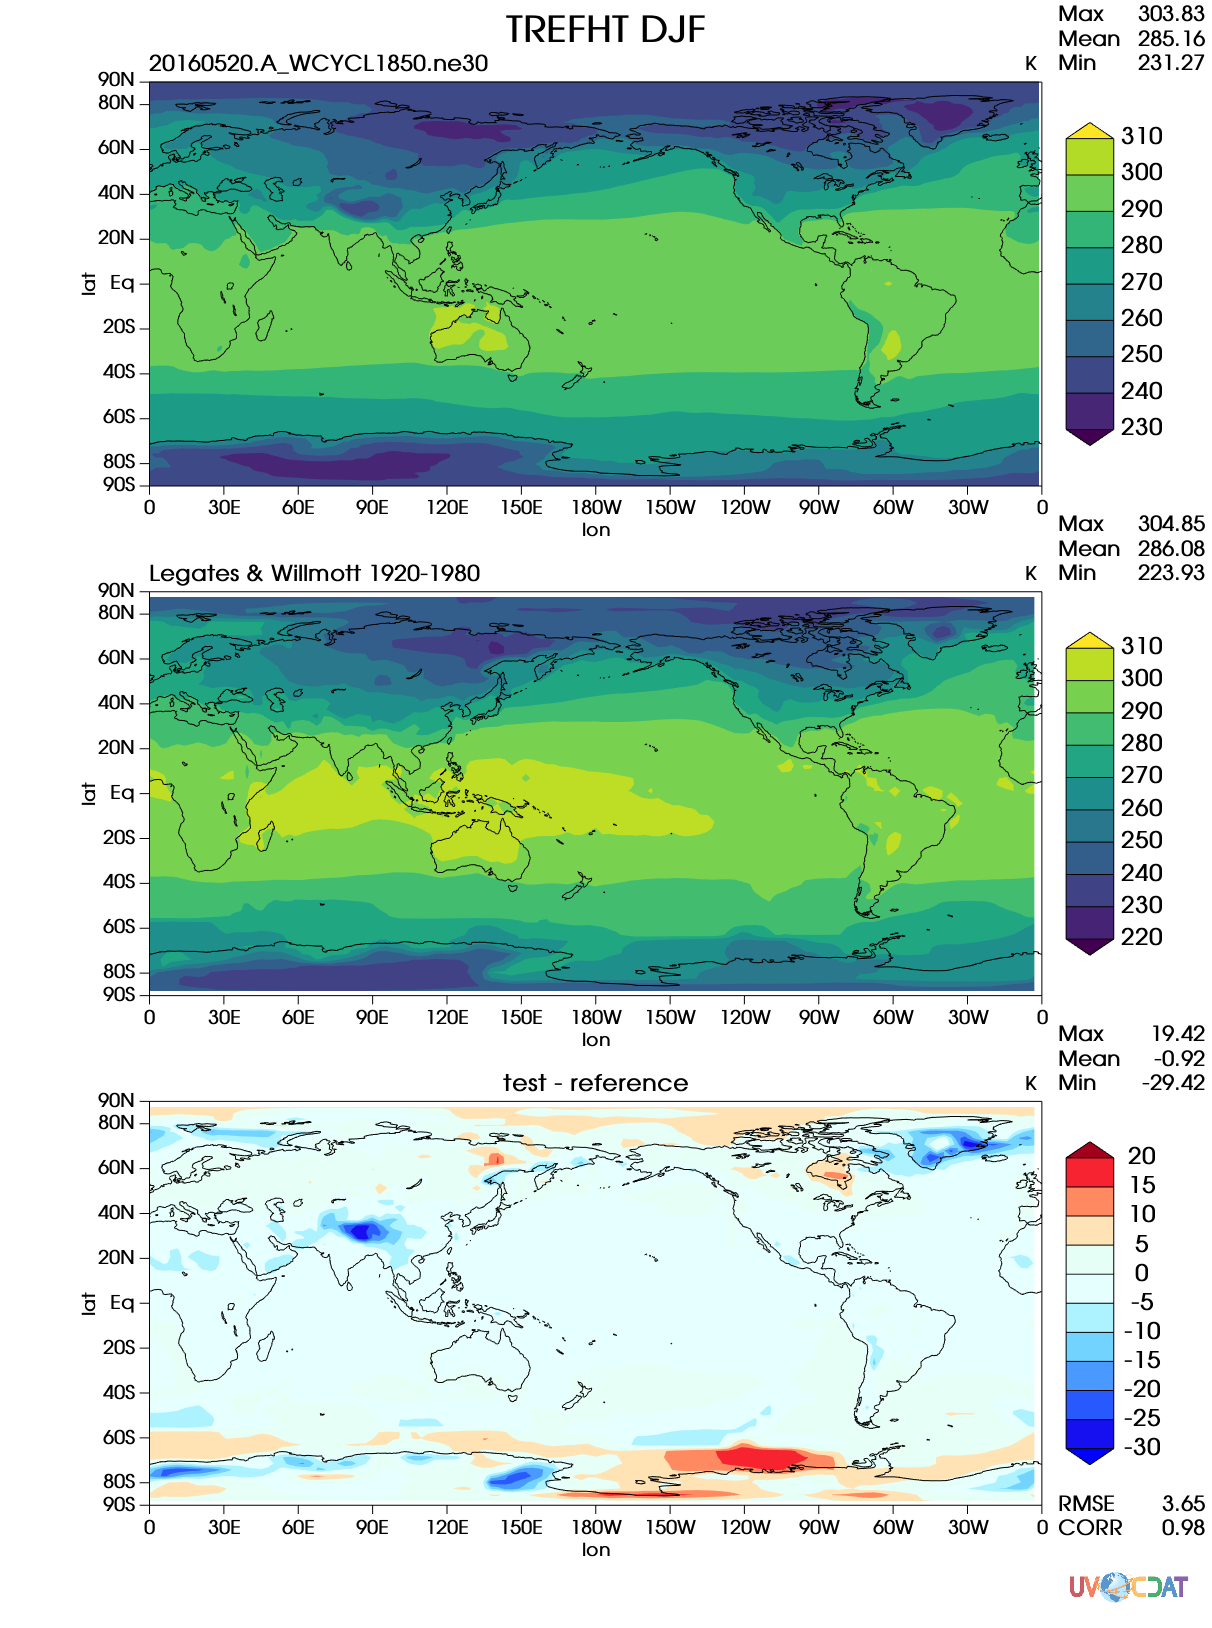 TREFHT DJF
Max 303.83
Mean 285.16
Min 231.27
20160520.A_WCYCL1850.ne30 K
90N
80N
60N
40N
20N
Eq
20S
40S
60S
80S
90S
lat
0 30E 60E 90E 120E 150E 180W 150W 120W 90W 60W 30W 0
lon
310
300
290
280
270
260
250
240
230
Max 304.85
Mean 286.08
Min 223.93
Legates & Willmott 1920-1980 K
90N
80N
60N
40N
20N
Eq
20S
40S
60S
80S
90S
lat
0 30E 60E 90E 120E 150E 180W 150W 120W 90W 60W 30W 0
lon
310
300
290
280
270
260
250
240
230
220
Max 19.42
Mean -0.92
Min -29.42
test - reference K
90N
80N
60N
40N
20N
Eq
20S
40S
60S
80S
90S
lat
0 30E 60E 90E 120E 150E 180W 150W 120W 90W 60W 30W 0
lon
20
15
10
5
0
-5
-10
-15
-20
-25
-30
RMSE 3.65
CORR 0.98
UV CDAT